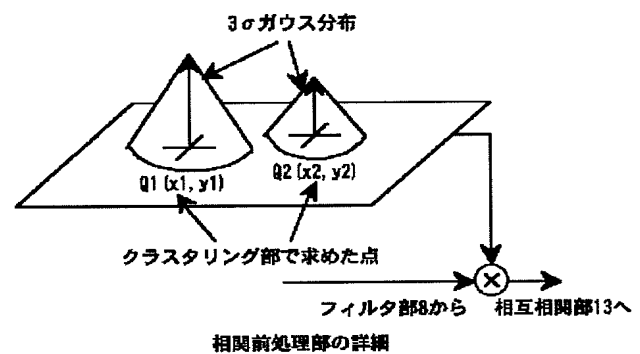 3σガウス分布
Q1(x1, y1)
Q2(x2, y2)
クラスタリング部で求めた点
フィルタ部8から
相互相関部13へ
相関前処理部の詳細